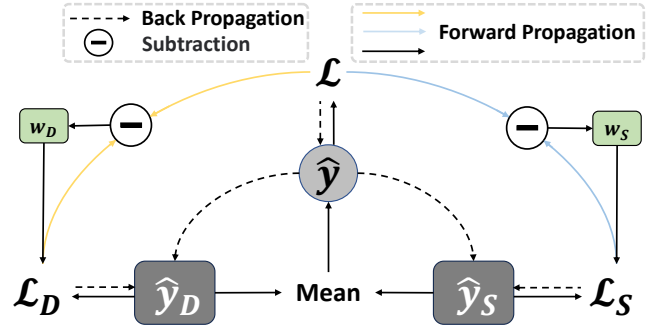 Back Propagation
Subtraction
Forward Propagation
ℒ
w_D
w_S
ŷ
ℒ_D
ŷ_D
Mean
ŷ_S
ℒ_S